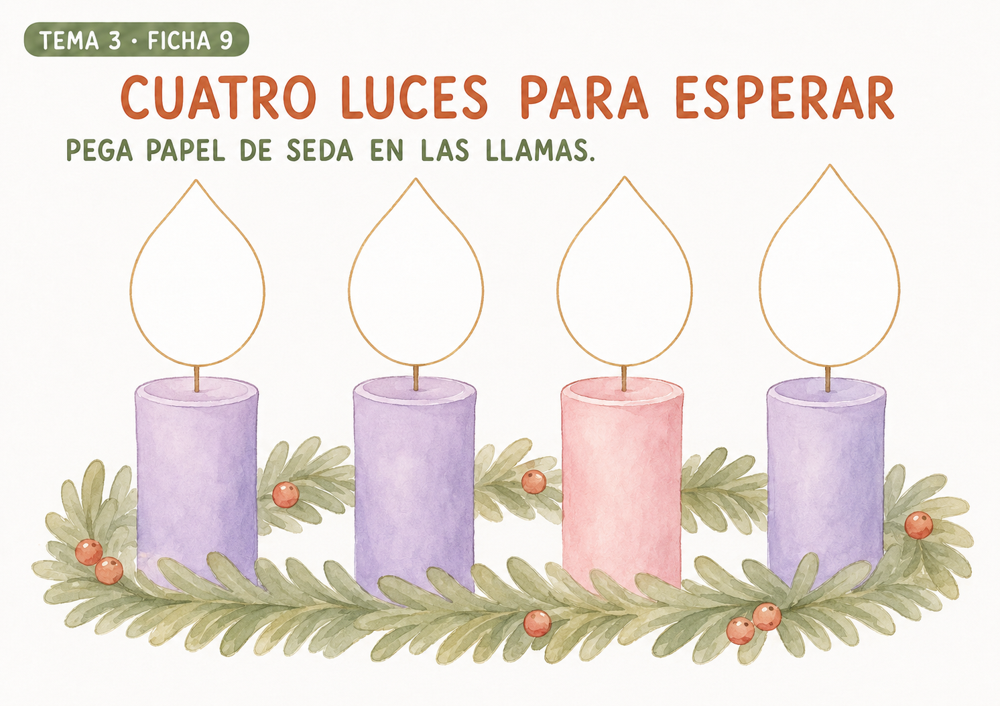 TEMA 3 • FICHA 9
CUATRO LUCES PARA ESPERAR
PEGA PAPEL DE SEDA EN LAS LLAMAS.